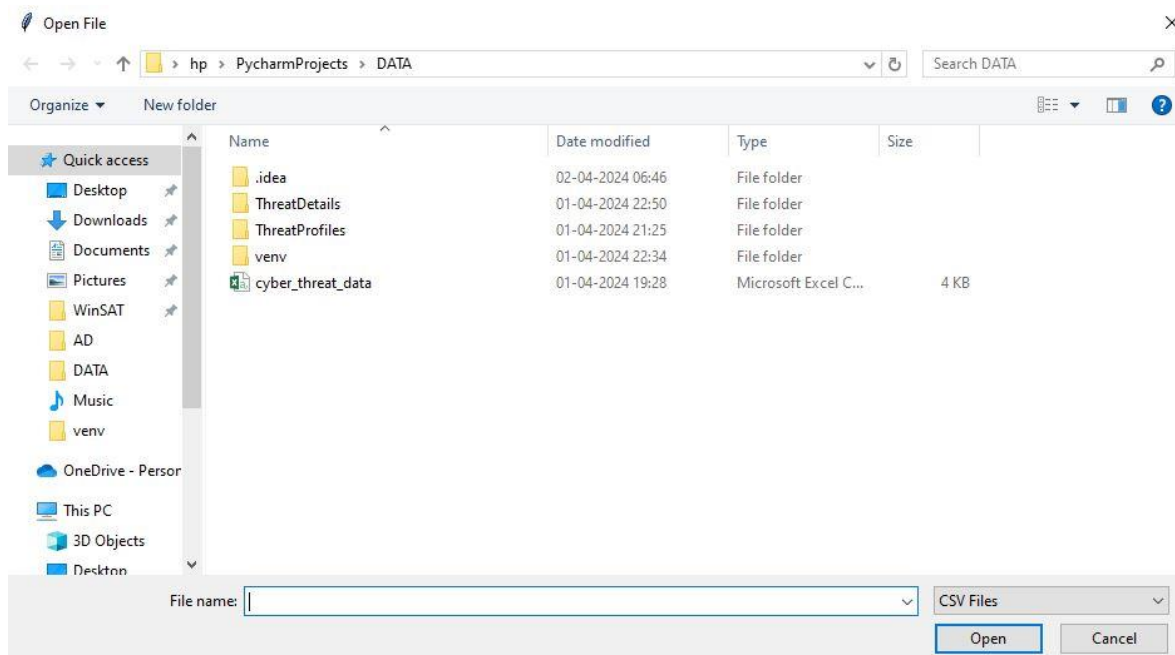 Open File
hp > PycharmProjects > DATA
Search DATA
Organize
New folder
Name
Date modified
Type
Size
Quick access
Desktop
Downloads
Documents
Pictures
WinSAT
AD
DATA
Music
venv
OneDrive - Person
This PC
3D Objects
Desktop
.idea 02-04-2024 06:46 File folder
ThreatDetails 01-04-2024 22:50 File folder
ThreatProfiles 01-04-2024 21:25 File folder
venv 01-04-2024 22:34 File folder
cyber_threat_data 01-04-2024 19:28 Microsoft Excel C... 4 KB
File name:
CSV Files
Open
Cancel